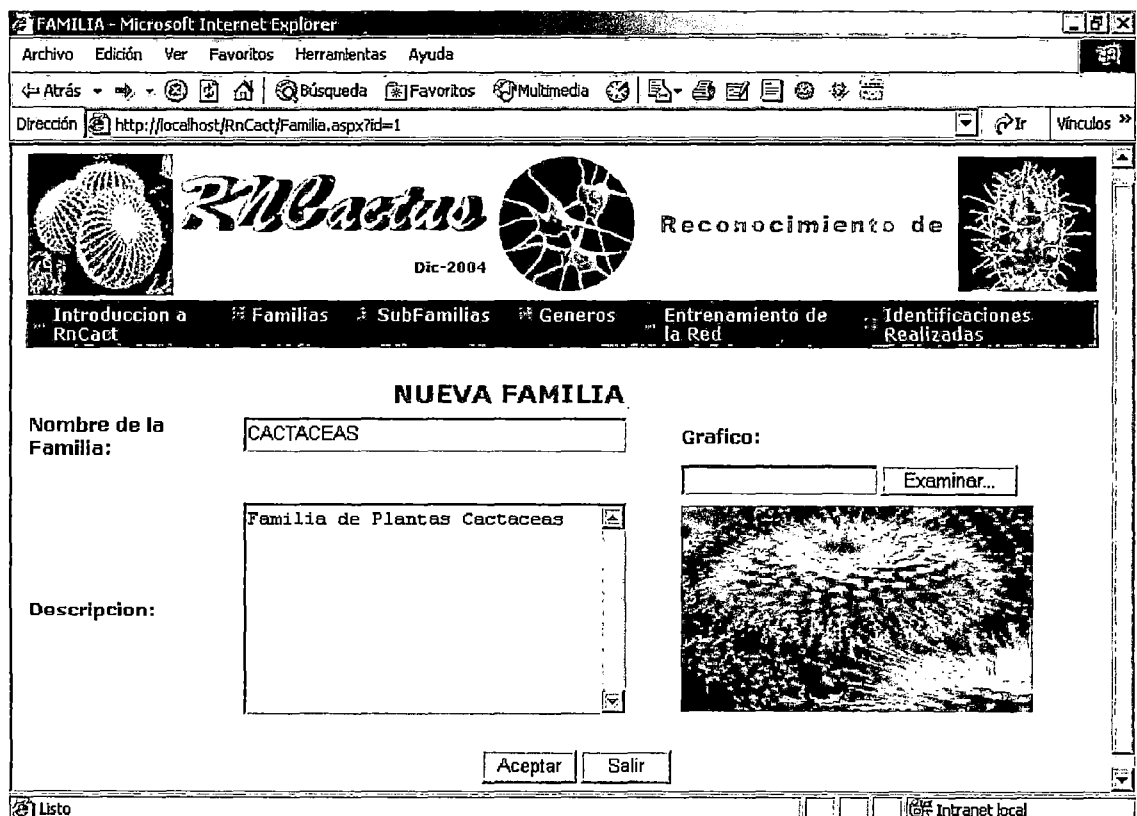 FAMILIA - Microsoft Internet Explorer
Archivo Edición Ver Favoritos Herramientas Ayuda
Atrás Búsqueda Favoritos Multimedia
Dirección http://localhost/RnCact/Familia.aspx?id=1 Ir Vínculos »
RNCactus
Reconocimiento de
Dic-2004
Introduccion a RnCact Familias SubFamilias Generos Entrenamiento de la Red Identificaciones Realizadas
NUEVA FAMILIA
Nombre de la Familia: CACTACEAS
Grafico:
Examinar...
Familia de Plantas Cactaceas
Descripcion:
Aceptar Salir
Listo Intranet local